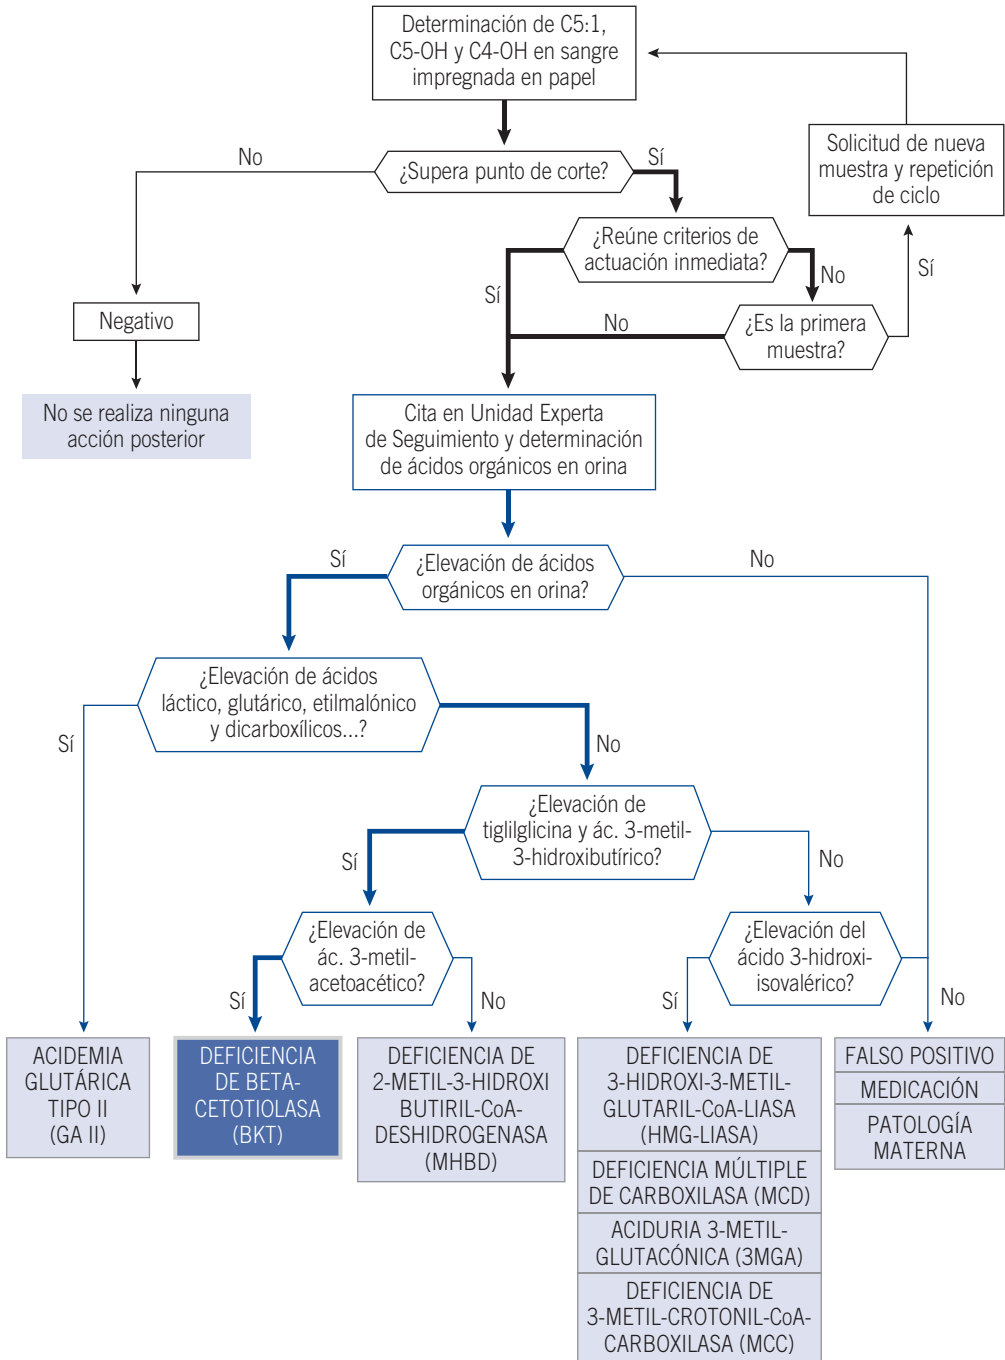 Determinación de C5:1,
C5-OH y C4-OH en sangre
impregnada en papel
Solicitud de nueva
muestra y repetición
de ciclo
No
¿Supera punto de corte?
Sí
¿Reúne criterios de
actuación inmediata?
Sí
No
Sí
Negativo
No
¿Es la primera
muestra?
No se realiza ninguna
acción posterior
Cita en Unidad Experta
de Seguimiento y determinación
de ácidos orgánicos en orina
Sí
¿Elevación de ácidos
orgánicos en orina?
No
¿Elevación de ácidos
láctico, glutárico, etilmalónico
y dicarboxílicos...?
Sí
No
¿Elevación de
tiglilglicina y ác. 3-metil-
3-hidroxibutírico?
Sí
No
¿Elevación de
ác. 3-metil-
acetoacético?
Sí
No
¿Elevación del
ácido 3-hidroxi-
isovalérico?
Sí
No
ACIDEMIA
GLUTÁRICA
TIPO II
(GA II)
DEFICIENCIA
DE BETA-
CETOTIOLASA
(BKT)
DEFICIENCIA DE
2-METIL-3-HIDROXI
BUTIRIL-CoA-
DESHIDROGENASA
(MHBD)
DEFICIENCIA DE
3-HIDROXI-3-METIL-
GLUTARIL-CoA-LIASA
(HMG-LIASA)
DEFICIENCIA MÚLTIPLE
DE CARBOXILASA (MCD)
ACIDURIA 3-METIL-
GLUTACÓNICA (3MGA)
DEFICIENCIA DE
3-METIL-CROTONIL-CoA-
CARBOXILASA (MCC)
FALSO POSITIVO
MEDICACIÓN
PATOLOGÍA
MATERNA